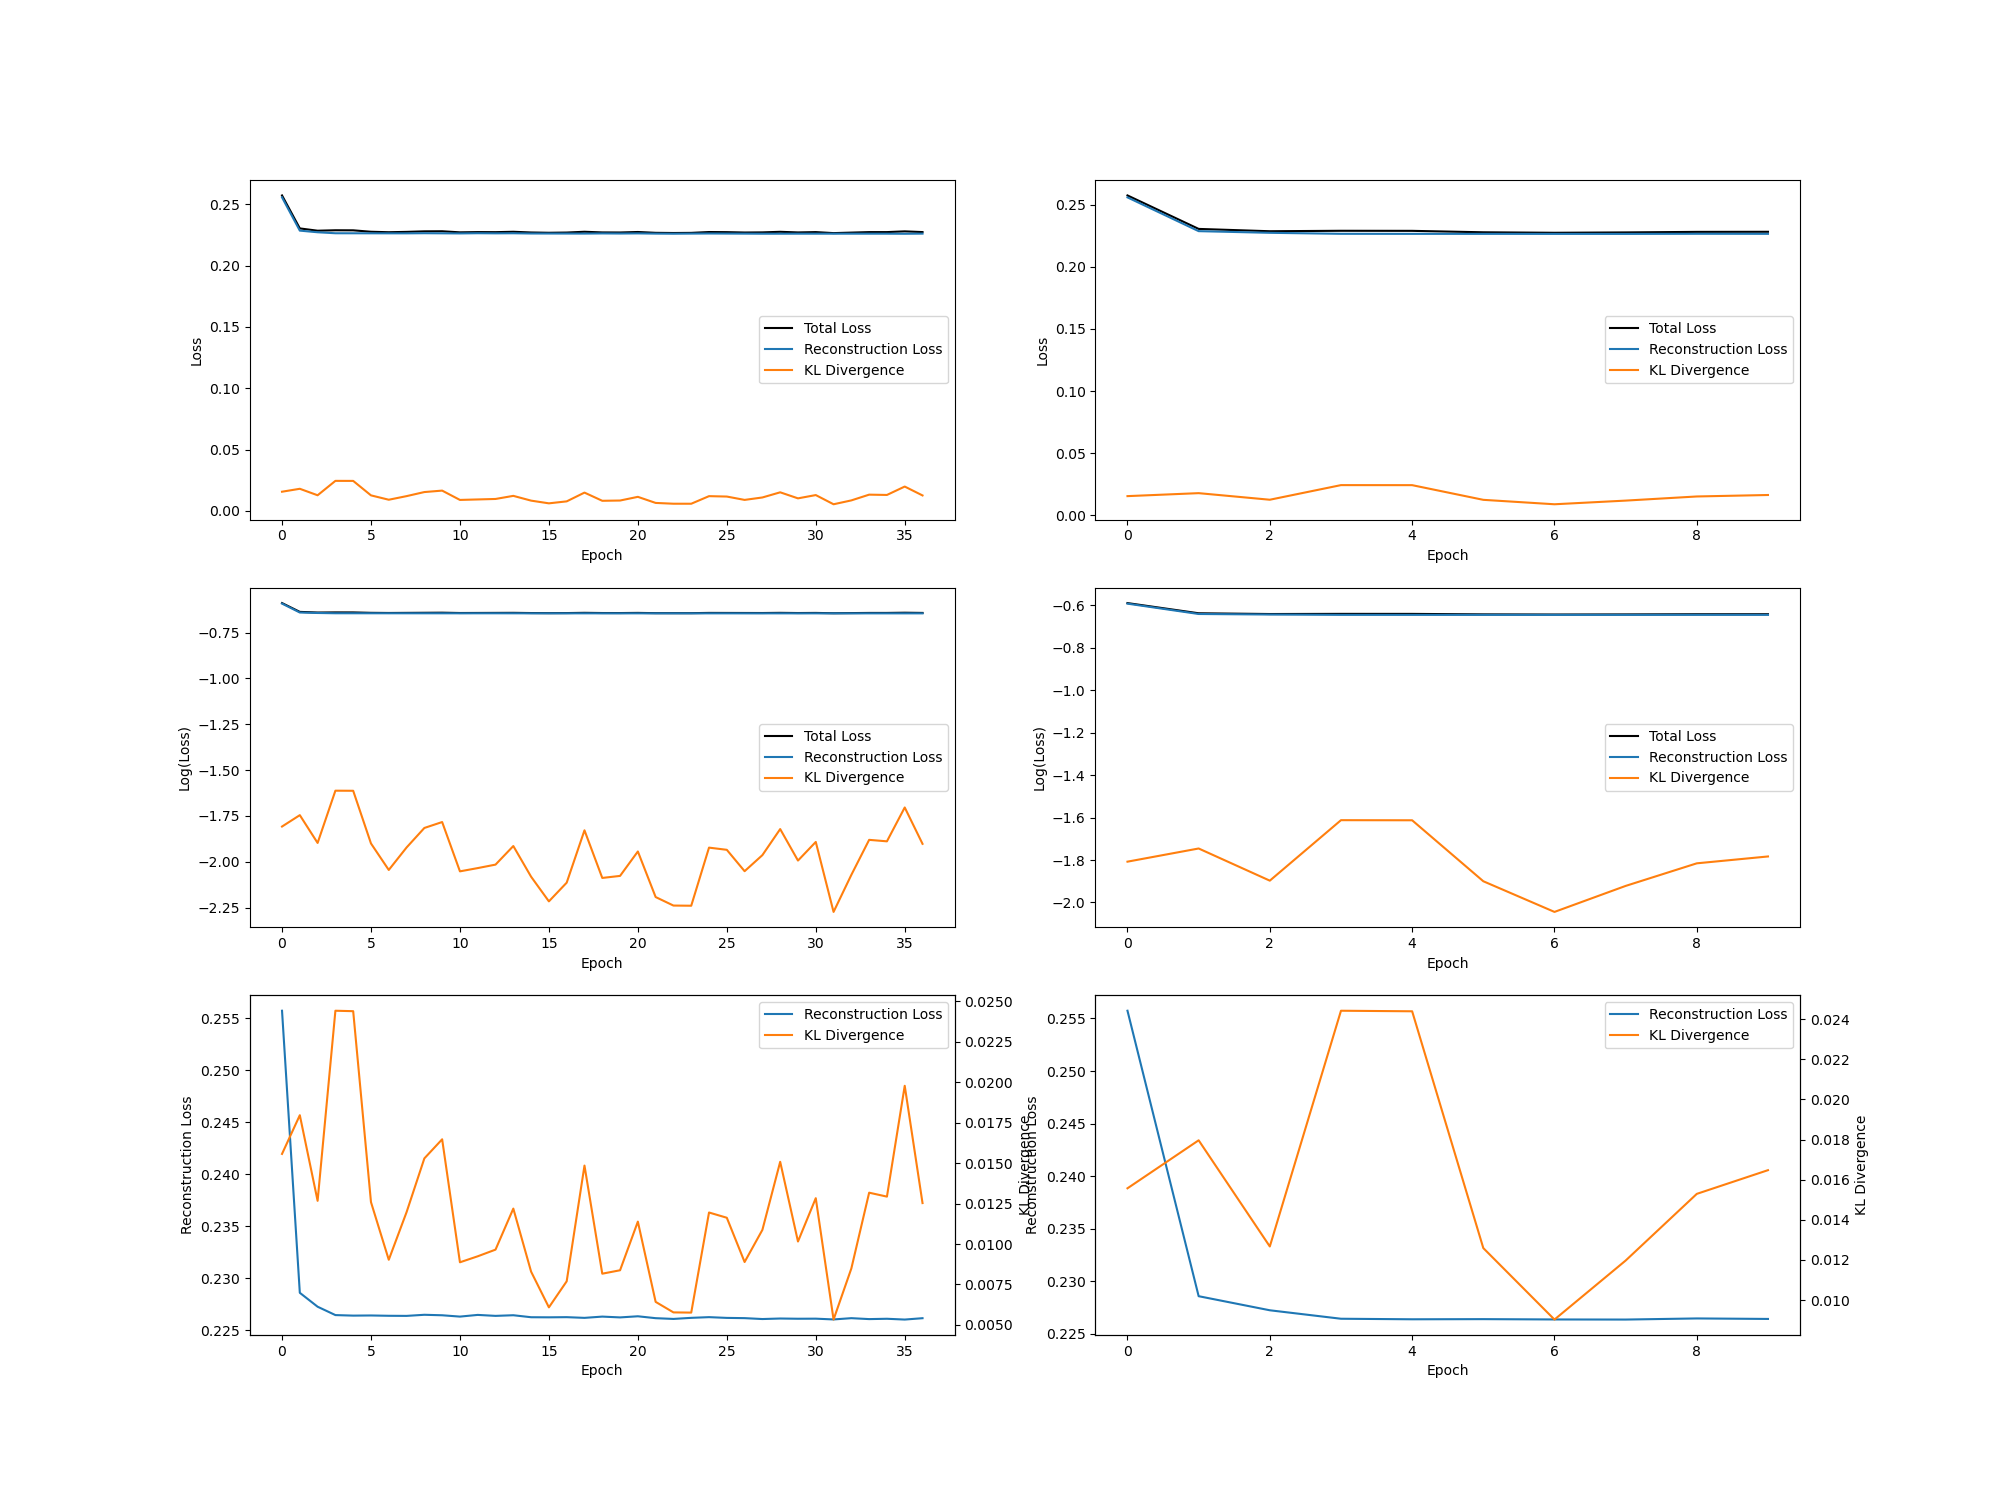 0.25
0.20
0.15
0.10
0.05
0.00
Loss
Total Loss
Reconstruction Loss
KL Divergence
0 5 10 15 20 25 30 35
Epoch
0.25
0.20
0.15
0.10
0.05
0.00
Loss
Total Loss
Reconstruction Loss
KL Divergence
0 2 4 6 8
Epoch
−0.75
−1.00
−1.25
−1.50
−1.75
−2.00
−2.25
Log(Loss)
Total Loss
Reconstruction Loss
KL Divergence
0 5 10 15 20 25 30 35
Epoch
−0.6
−0.8
−1.0
−1.2
−1.4
−1.6
−1.8
−2.0
Log(Loss)
Total Loss
Reconstruction Loss
KL Divergence
0 2 4 6 8
Epoch
0.255
0.250
0.245
0.240
0.235
0.230
0.225
Reconstruction Loss
Reconstruction Loss
KL Divergence
0.0250
0.0225
0.0200
0.0175
0.0150
0.0125
0.0100
0.0075
0.0050
KL Divergence
0 5 10 15 20 25 30 35
Epoch
0.255
0.250
0.245
0.240
0.235
0.230
0.225
Reconstruction Loss
Reconstruction Loss
KL Divergence
0.024
0.022
0.020
0.018
0.016
0.014
0.012
0.010
KL Divergence
0 2 4 6 8
Epoch